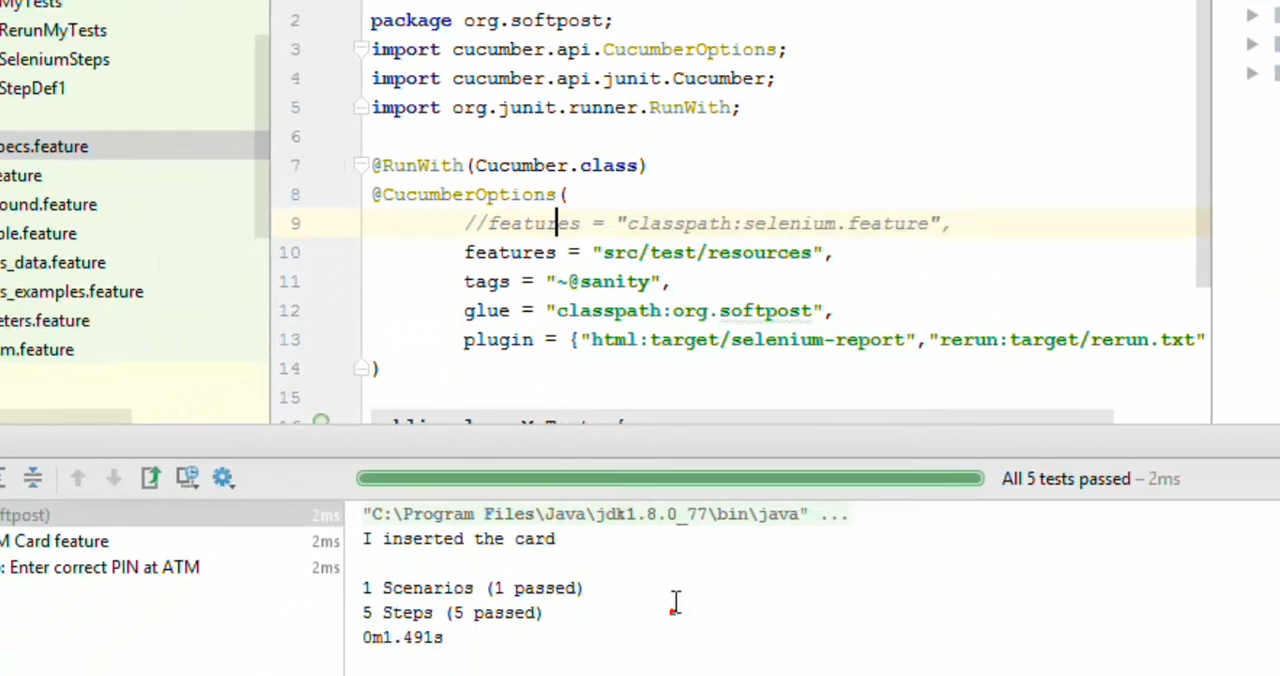 MyTests
RerunMyTests
SeleniumSteps
StepDef1
pecs.feature
eature
ound.feature
ple.feature
s_data.feature
s_examples.feature
eters.feature
m.feature
2 package org.softpost;
3 import cucumber.api.CucumberOptions;
4 import cucumber.api.junit.Cucumber;
5 import org.junit.runner.RunWith;
6
7 @RunWith(Cucumber.class)
8 @CucumberOptions(
9 //features = "classpath:selenium.feature",
10 features = "src/test/resources",
11 tags = "~@sanity",
12 glue = "classpath:org.softpost",
13 plugin = {"html:target/selenium-report","rerun:target/rerun.txt"
14 )
15
All 5 tests passed – 2ms
ftpost) 2ms
M Card feature 2ms
: Enter correct PIN at ATM 2ms
"C:\Program Files\Java\jdk1.8.0_77\bin\java" ...
I inserted the card
1 Scenarios (1 passed)
5 Steps (5 passed)
0m1.491s